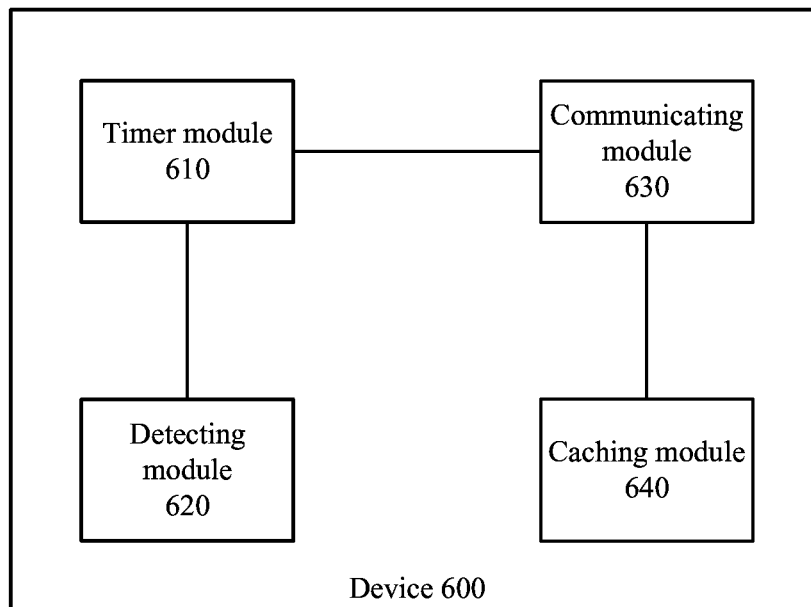 Timer module
610
Communicating
module
630
Detecting
module
620
Caching module
640
Device 600